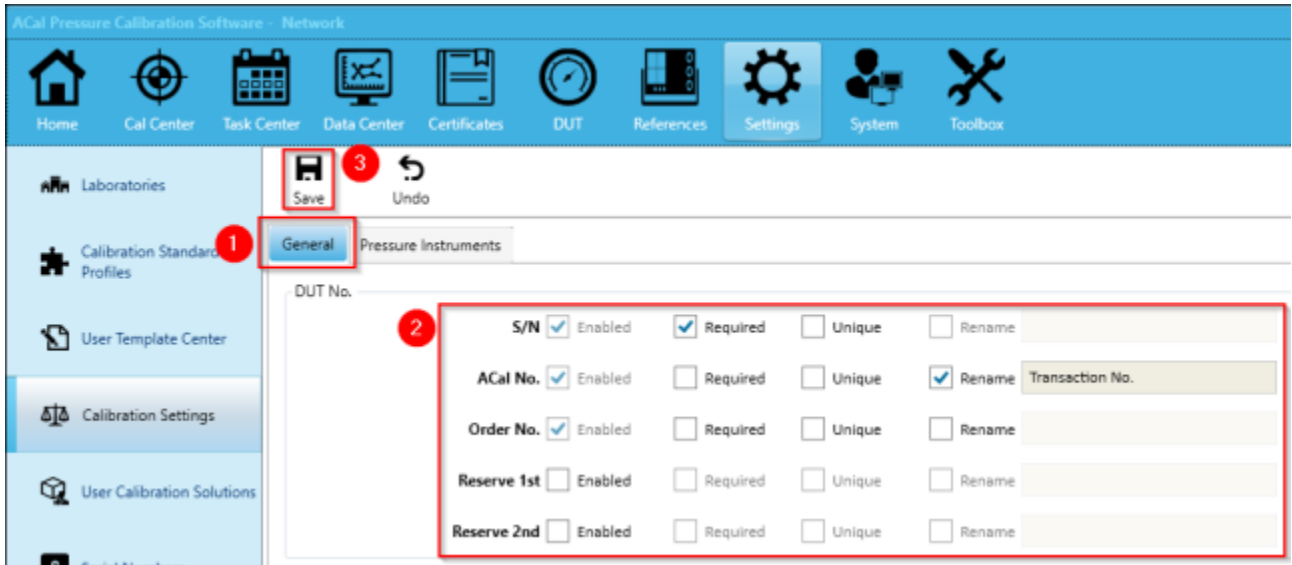 ACal Pressure Calibration Software - Network
Home Cal Center Task Center Data Center Certificates DUT References Settings System Toolbox
Laboratories
Calibration Standard
Profiles
User Template Center
Calibration Settings
User Calibration Solutions
3
Save Undo
1
General Pressure Instruments
DUT No.
2
S/N Enabled Required Unique Rename
ACal No. Enabled Required Unique Rename Transaction No.
Order No. Enabled Required Unique Rename
Reserve 1st Enabled Required Unique Rename
Reserve 2nd Enabled Required Unique Rename